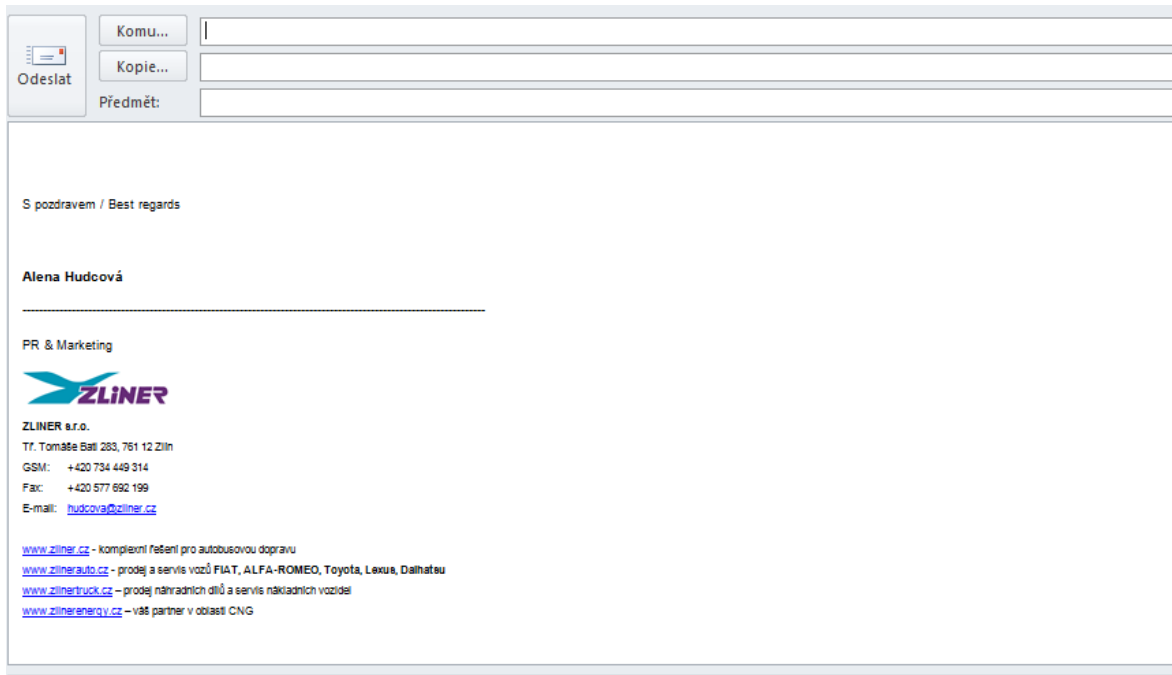 Komu...
Odeslat
Kopie...
Předmět:
S pozdravem / Best regards
Alena Hudcová
--------------------------------------------------------------------------------------------------------------------
PR & Marketing
ZLINER
ZLINER s.r.o.
Tř. Tomáše Bati 283, 761 12 Zlín
GSM: +420 734 449 314
Fax: +420 577 692 199
E-mail: hudcova@zliner.cz
www.zliner.cz - komplexní řešení pro autobusovou dopravu
www.zlinerauto.cz - prodej a servis vozů FIAT, ALFA-ROMEO, Toyota, Lexus, Daihatsu
www.zlinertruck.cz – prodej náhradních dílů a servis nákladních vozidel
www.zlinerenergy.cz – váš partner v oblasti CNG